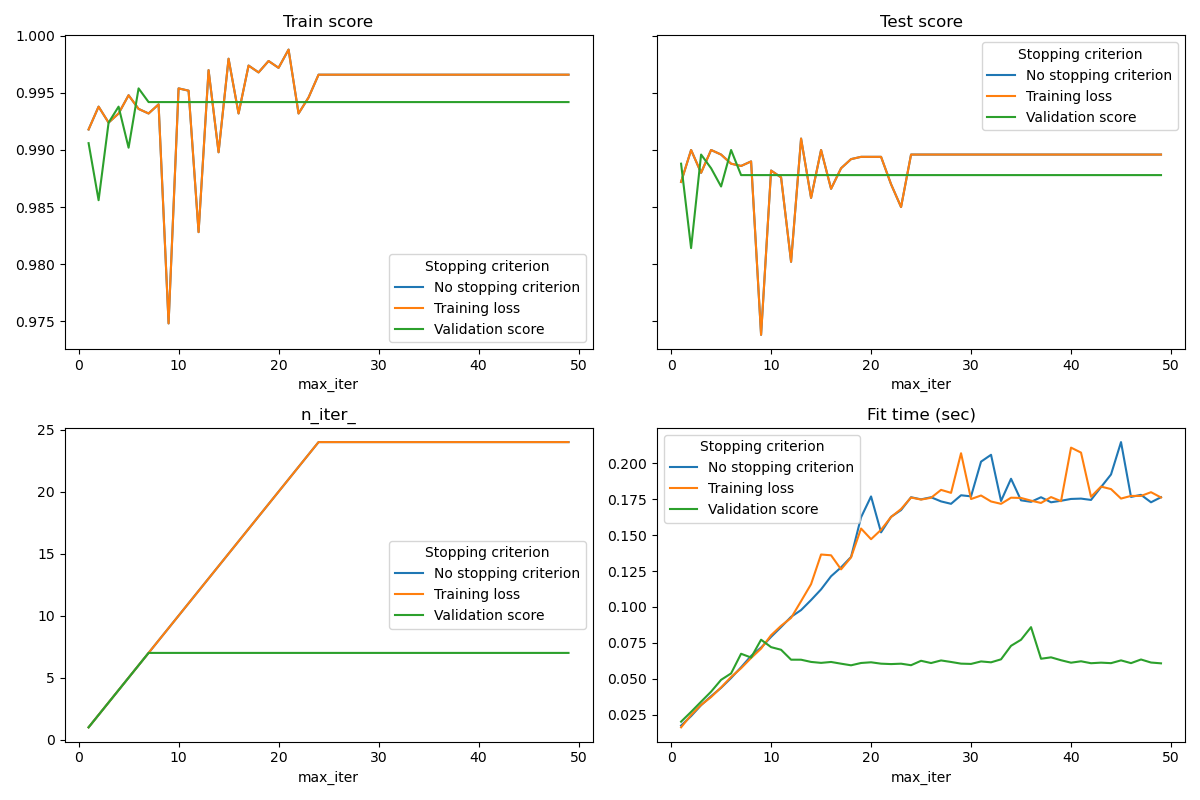 Train score
1.000
0.995
0.990
0.985
0.980
0.975
Stopping criterion
No stopping criterion
Training loss
Validation score
0 10 20 30 40 50
max_iter
Test score
Stopping criterion
No stopping criterion
Training loss
Validation score
0 10 20 30 40 50
max_iter
n_iter_
25
20
15
10
5
0
Stopping criterion
No stopping criterion
Training loss
Validation score
0 10 20 30 40 50
max_iter
Fit time (sec)
0.200
0.175
0.150
0.125
0.100
0.075
0.050
0.025
Stopping criterion
No stopping criterion
Training loss
Validation score
0 10 20 30 40 50
max_iter